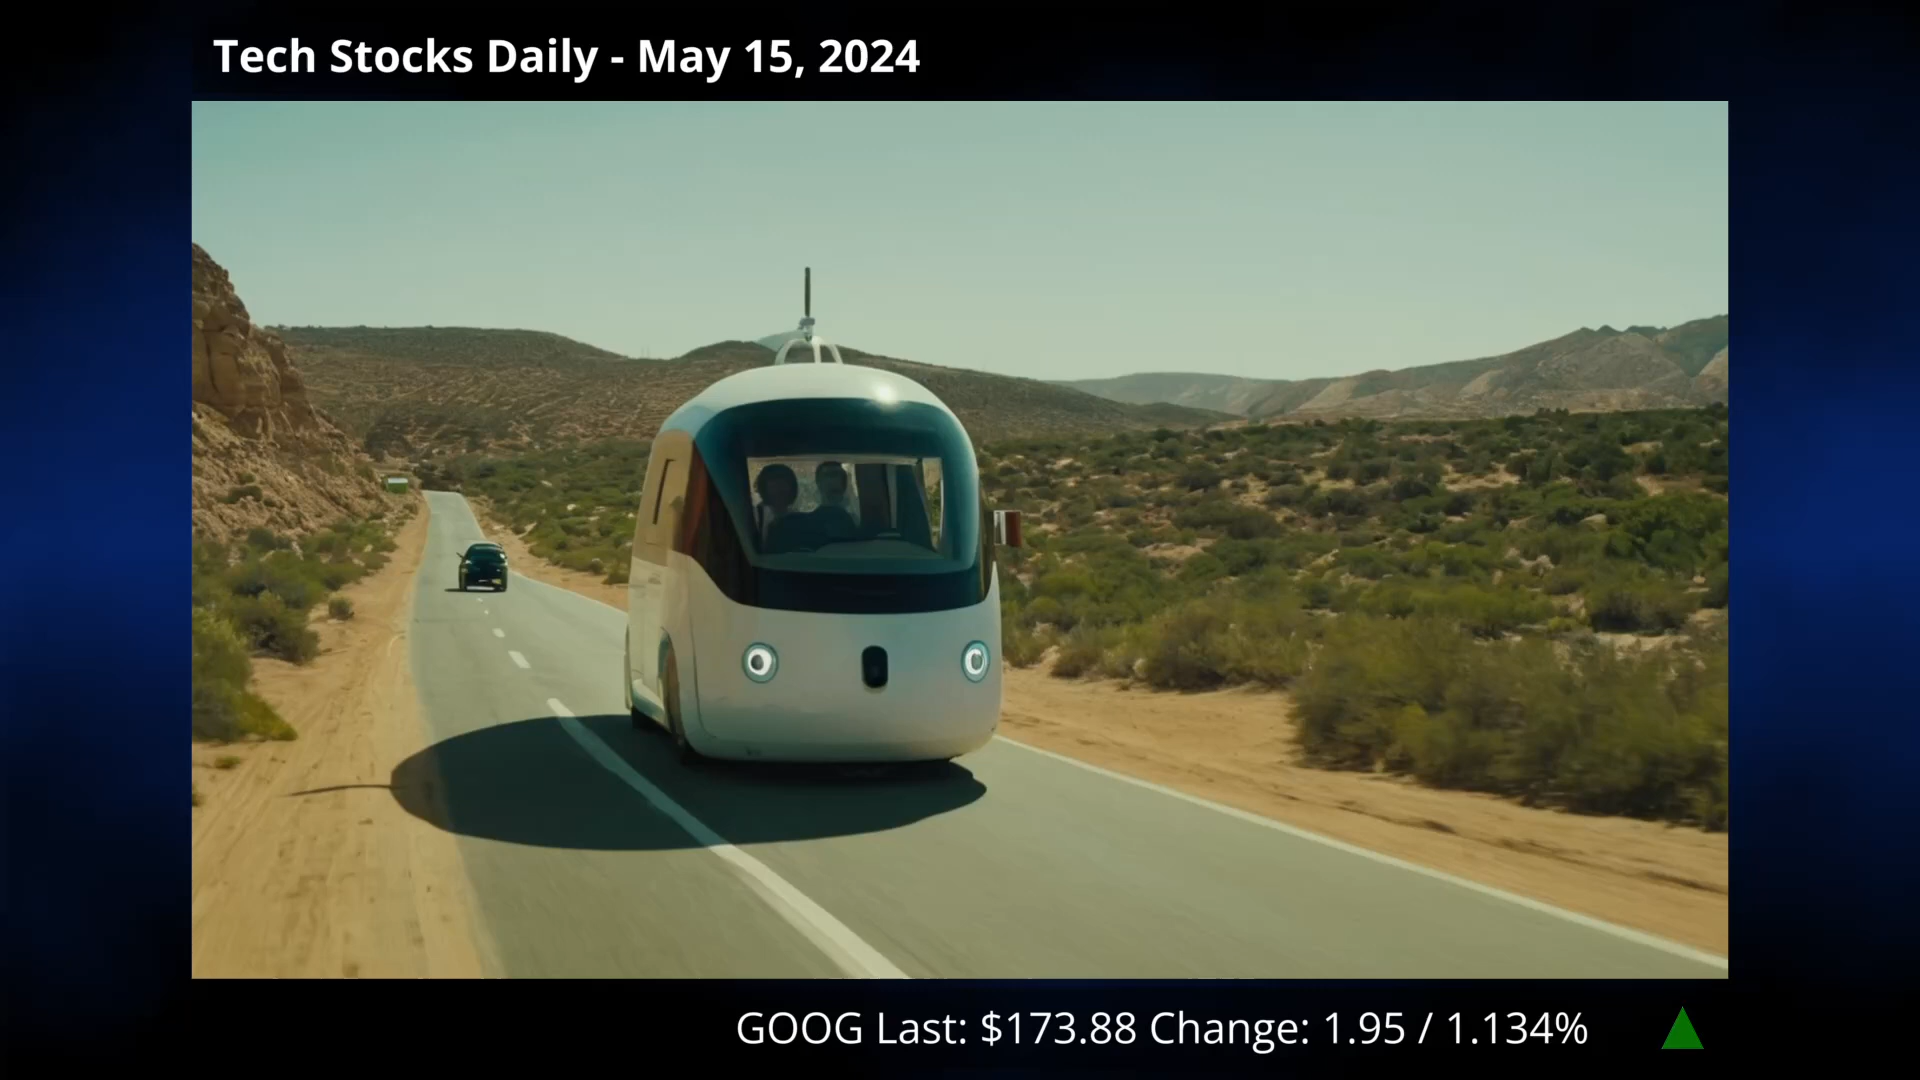 Tech Stocks Daily - May 15, 2024
GOOG Last: $173.88 Change: 1.95 / 1.134%